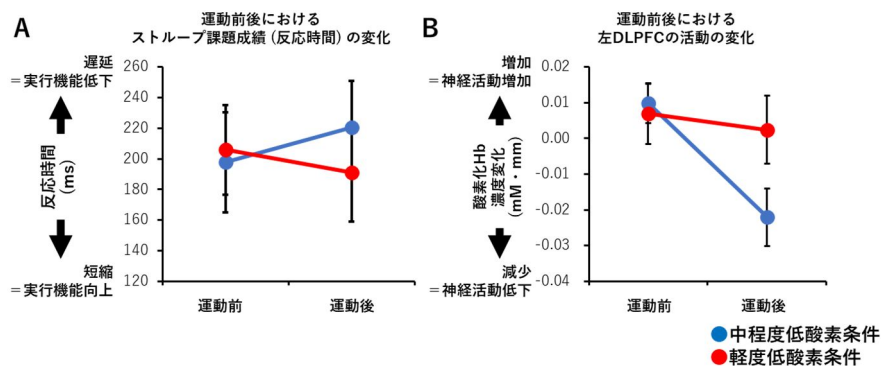 A
運動前後における
ストループ課題成績 (反応時間) の変化
遅延
＝実行機能低下
反応時間
(ms)
短縮
＝実行機能向上
260
240
220
200
180
160
140
120
運動前
運動後
B
運動前後における
左DLPFCの活動の変化
増加
＝神経活動増加
酸素化Hb
濃度変化
(mM・mm)
減少
＝神経活動低下
0.02
0.01
0.00
-0.01
-0.02
-0.03
-0.04
運動前
運動後
中程度低酸素条件
軽度低酸素条件